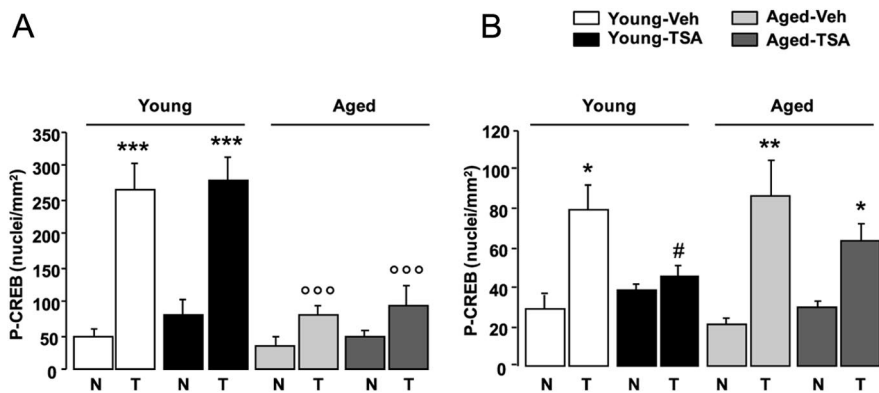 A
B
Young-Veh
Aged-Veh
Young-TSA
Aged-TSA
Young
Aged
P-CREB (nuclei/mm²)
350
300
250
200
150
100
50
0
***
***
°°°
°°°
N
T
N
T
N
T
N
T
Young
Aged
P-CREB (nuclei/mm²)
120
100
80
60
40
20
0
*
#
**
*
N
T
N
T
N
T
N
T